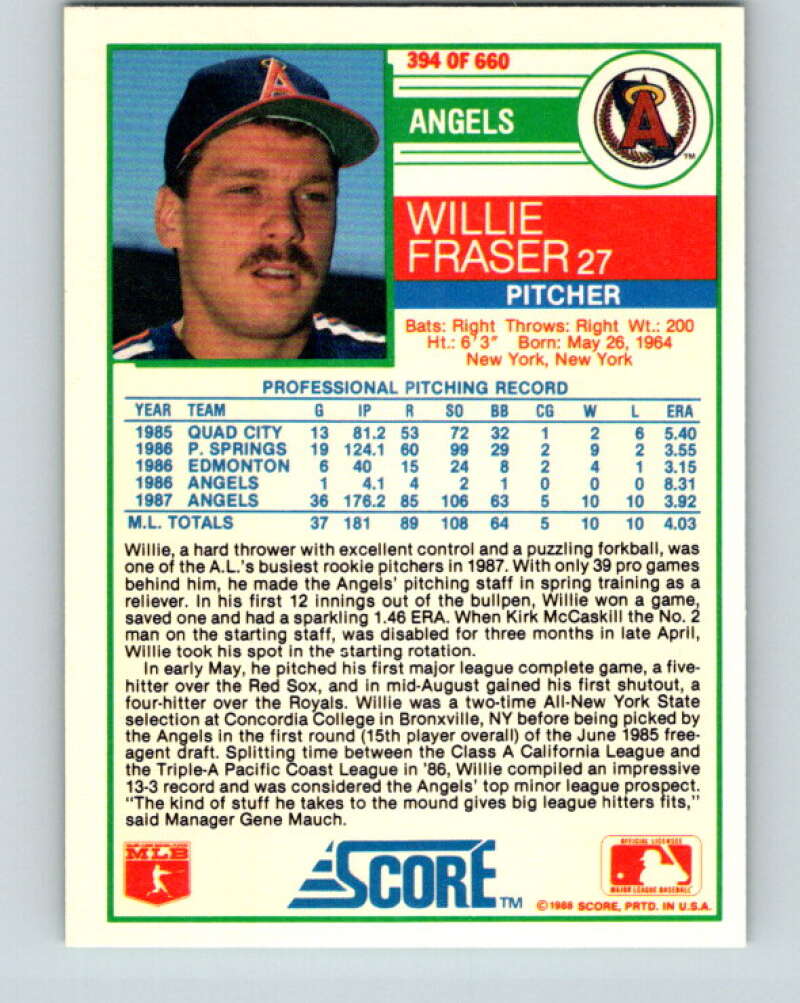 394 OF 660
ANGELS
A
A
TM
WILLIE
FRASER 27
PITCHER
Bats: Right Throws: Right Wt.: 200
Ht.: 6'3" Born: May 26, 1964
New York, New York
PROFESSIONAL PITCHING RECORD
YEAR TEAM G IP R SO BB CG W L ERA
1985 QUAD CITY 13 81.2 53 72 32 1 2 6 5.40
1986 P. SPRINGS 19 124.1 60 99 29 2 9 2 3.55
1986 EDMONTON 6 40 15 24 8 2 4 1 3.15
1986 ANGELS 1 4.1 4 2 1 0 0 0 8.31
1987 ANGELS 36 176.2 85 106 63 5 10 10 3.92
M.L. TOTALS 37 181 89 108 64 5 10 10 4.03
Willie, a hard thrower with excellent control and a puzzling forkball, was
one of the A.L.'s busiest rookie pitchers in 1987. With only 39 pro games
behind him, he made the Angels' pitching staff in spring training as a
reliever. In his first 12 innings out of the bullpen, Willie won a game,
saved one and had a sparkling 1.46 ERA. When Kirk McCaskill the No. 2
man on the starting staff, was disabled for three months in late April,
Willie took his spot in the starting rotation.
In early May, he pitched his first major league complete game, a five-
hitter over the Red Sox, and in mid-August gained his first shutout, a
four-hitter over the Royals. Willie was a two-time All-New York State
selection at Concordia College in Bronxville, NY before being picked by
the Angels in the first round (15th player overall) of the June 1985 free-
agent draft. Splitting time between the Class A California League and
the Triple-A Pacific Coast League in '86, Willie compiled an impressive
13-3 record and was considered the Angels' top minor league prospect.
"The kind of stuff he takes to the mound gives big league hitters fits,"
said Manager Gene Mauch.
MLB
SCORE TM
OFFICIAL LICENSEE
MAJOR LEAGUE BASEBALL
©1988 SCORE, PRTD. IN U.S.A.